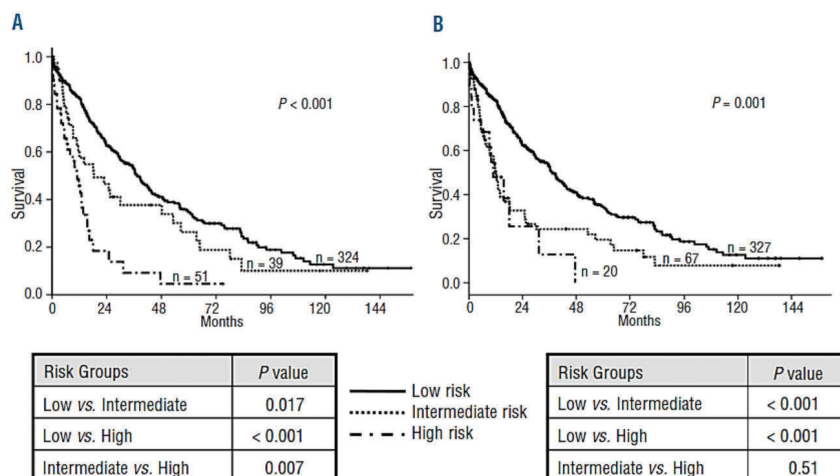 A
1.0
0.8
0.6
0.4
0.2
0.0
Survival
P < 0.001
n = 51
n = 39
n = 324
0 24 48 72 96 120 144
Months
B
1.0
0.8
0.6
0.4
0.2
0.0
Survival
P = 0.001
n = 20
n = 67
n = 327
0 24 48 72 96 120 144
Months
Risk Groups P value
Low vs. Intermediate 0.017
Low vs. High < 0.001
Intermediate vs. High 0.007
Low risk
Intermediate risk
High risk
Risk Groups P value
Low vs. Intermediate < 0.001
Low vs. High < 0.001
Intermediate vs. High 0.51